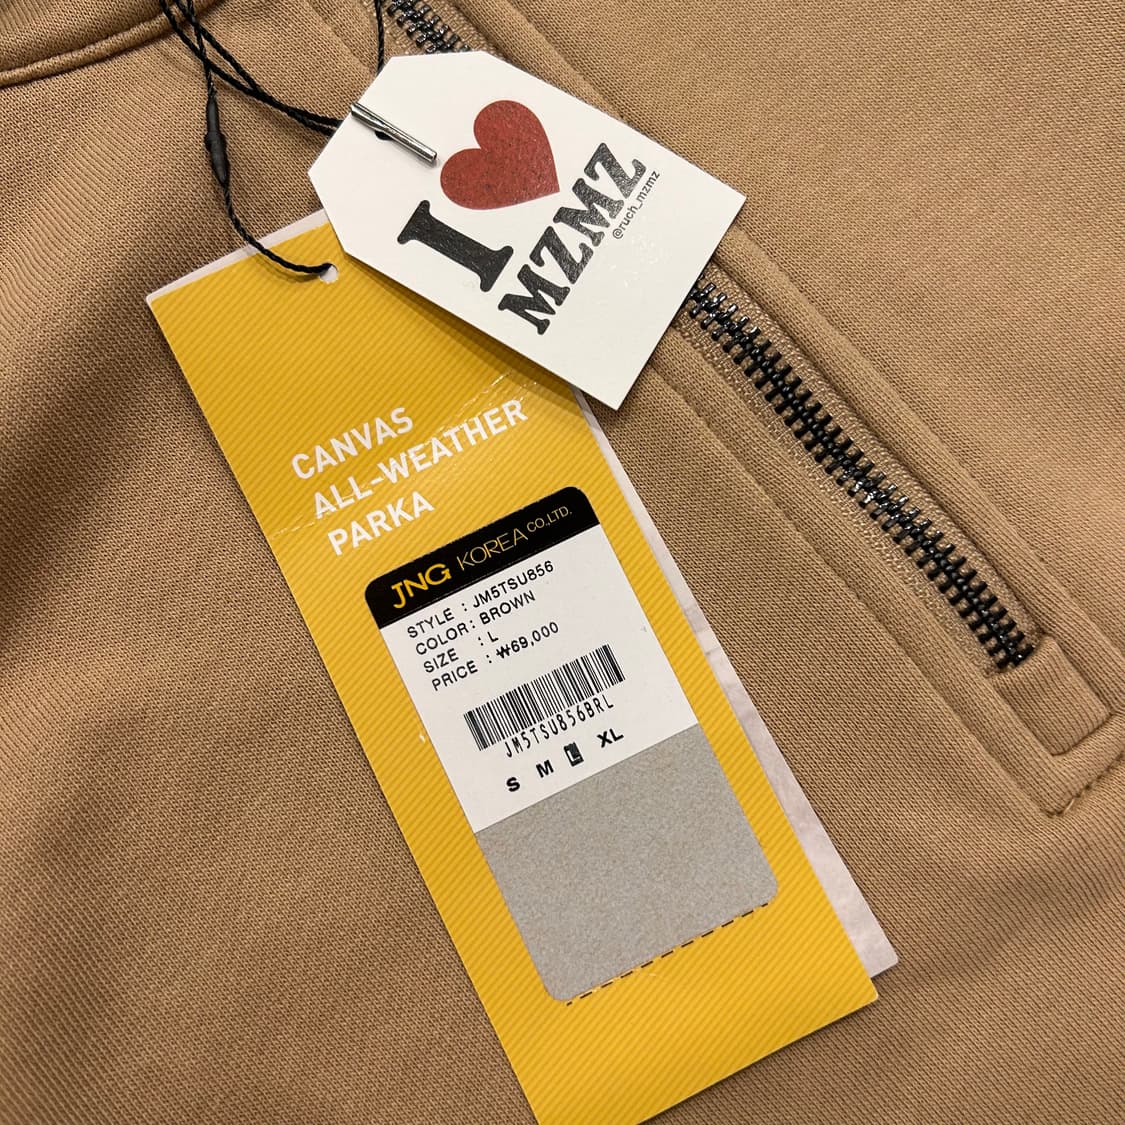 I
MZMZ
@ruch_mzmz
CANVAS
ALL-WEATHER
PARKA
JNG KOREA CO.,LTD.
STYLE : JM5TSU856
COLOR : BROWN
SIZE : L
PRICE : ₩69,000
JM5TSU856BRL
S M L XL